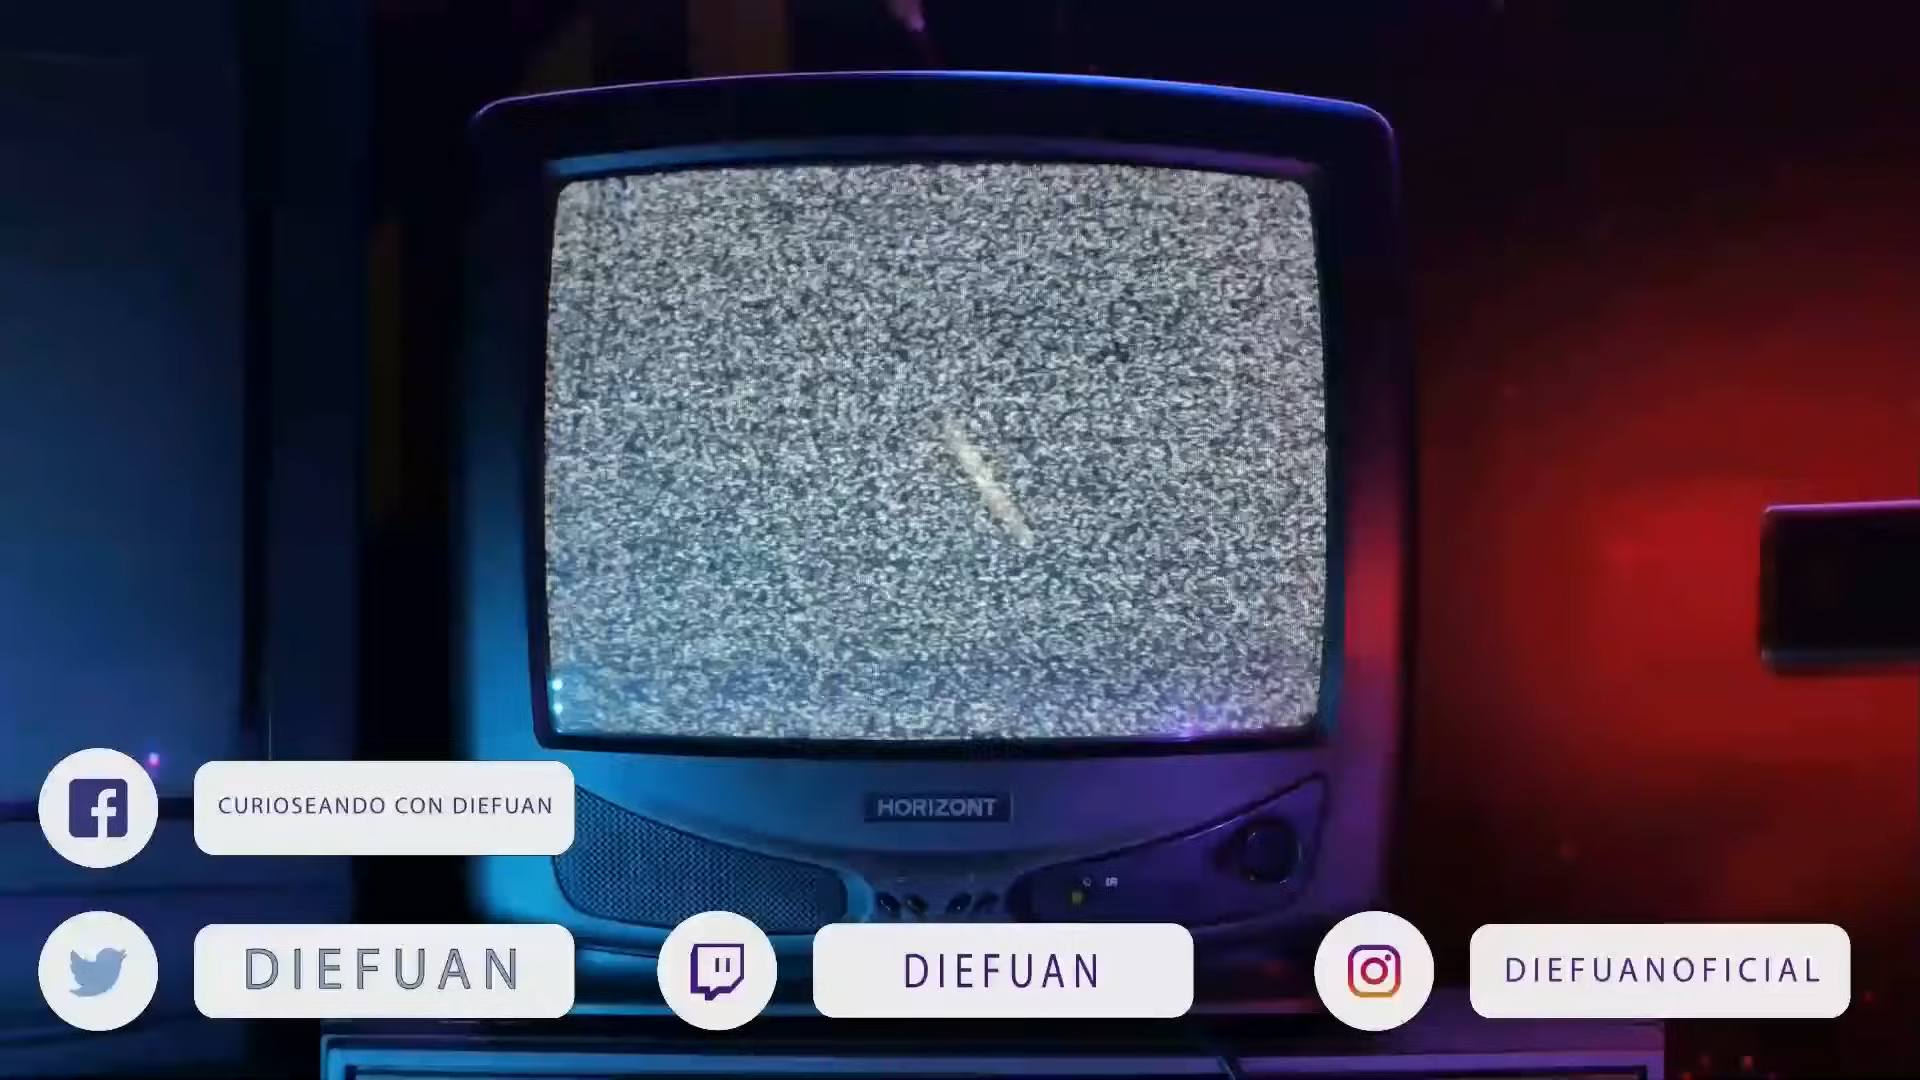 HORIZONT
CURIOSEANDO CON DIEFUAN
DIEFUAN
DIEFUAN
DIEFUANOFICIAL